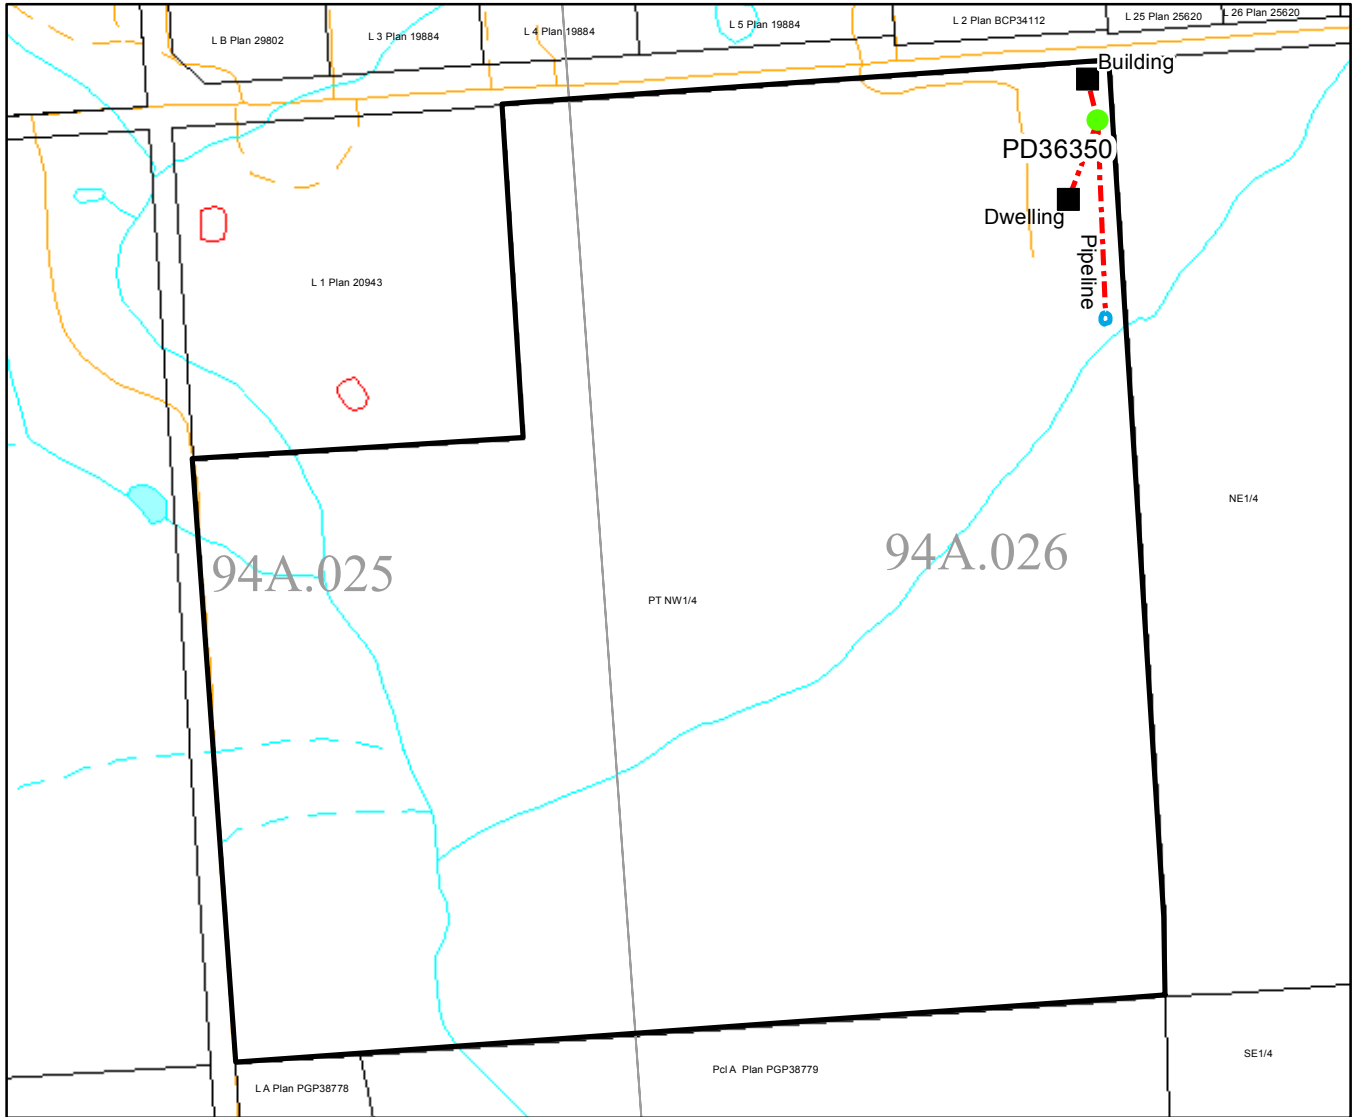 L B Plan 29802
L 3 Plan 19884
L 4 Plan 19884
L 5 Plan 19884
L 2 Plan BCP34112
L 25 Plan 25620
L 26 Plan 25620
Building
PD36350
Dwelling
Pipeline
L 1 Plan 20943
NE1/4
94A.025
94A.026
PT NW1/4
L A Plan PGP38778
Pcl A Plan PGP38779
SE1/4